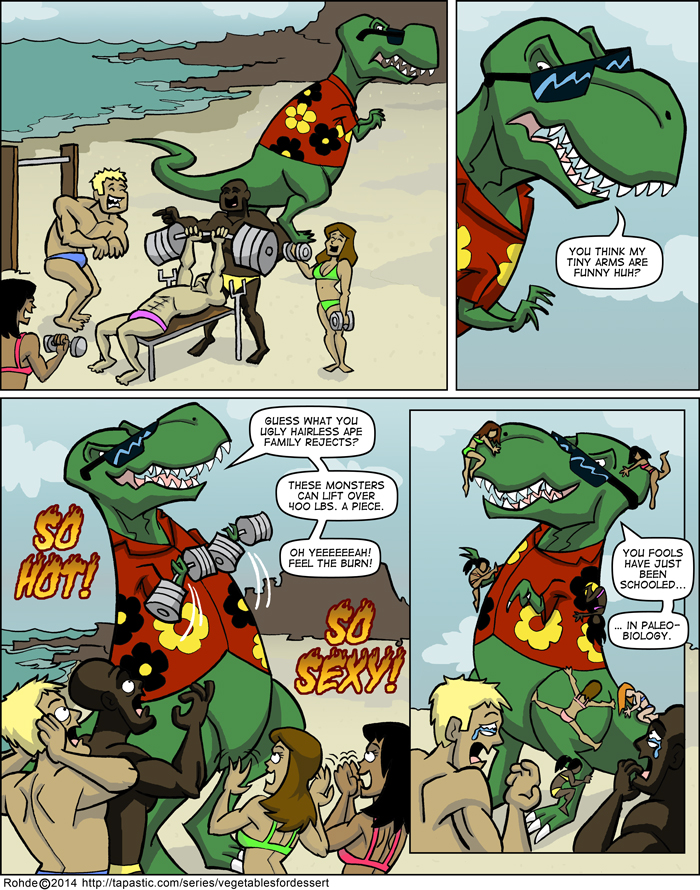 YOU THINK MY
TINY ARMS ARE
FUNNY HUH?
GUESS WHAT YOU
UGLY HAIRLESS APE
FAMILY REJECTS?
THESE MONSTERS
CAN LIFT OVER
400 LBS. A PIECE.
OH YEEEEEEAH!
FEEL THE BURN!
SO
HOT!
SO
SEXY!
YOU FOOLS
HAVE JUST
BEEN
SCHOOLED...
... IN PALEO-
BIOLOGY.
Rohde©2014 http://tapastic.com/series/vegetablesfordessert